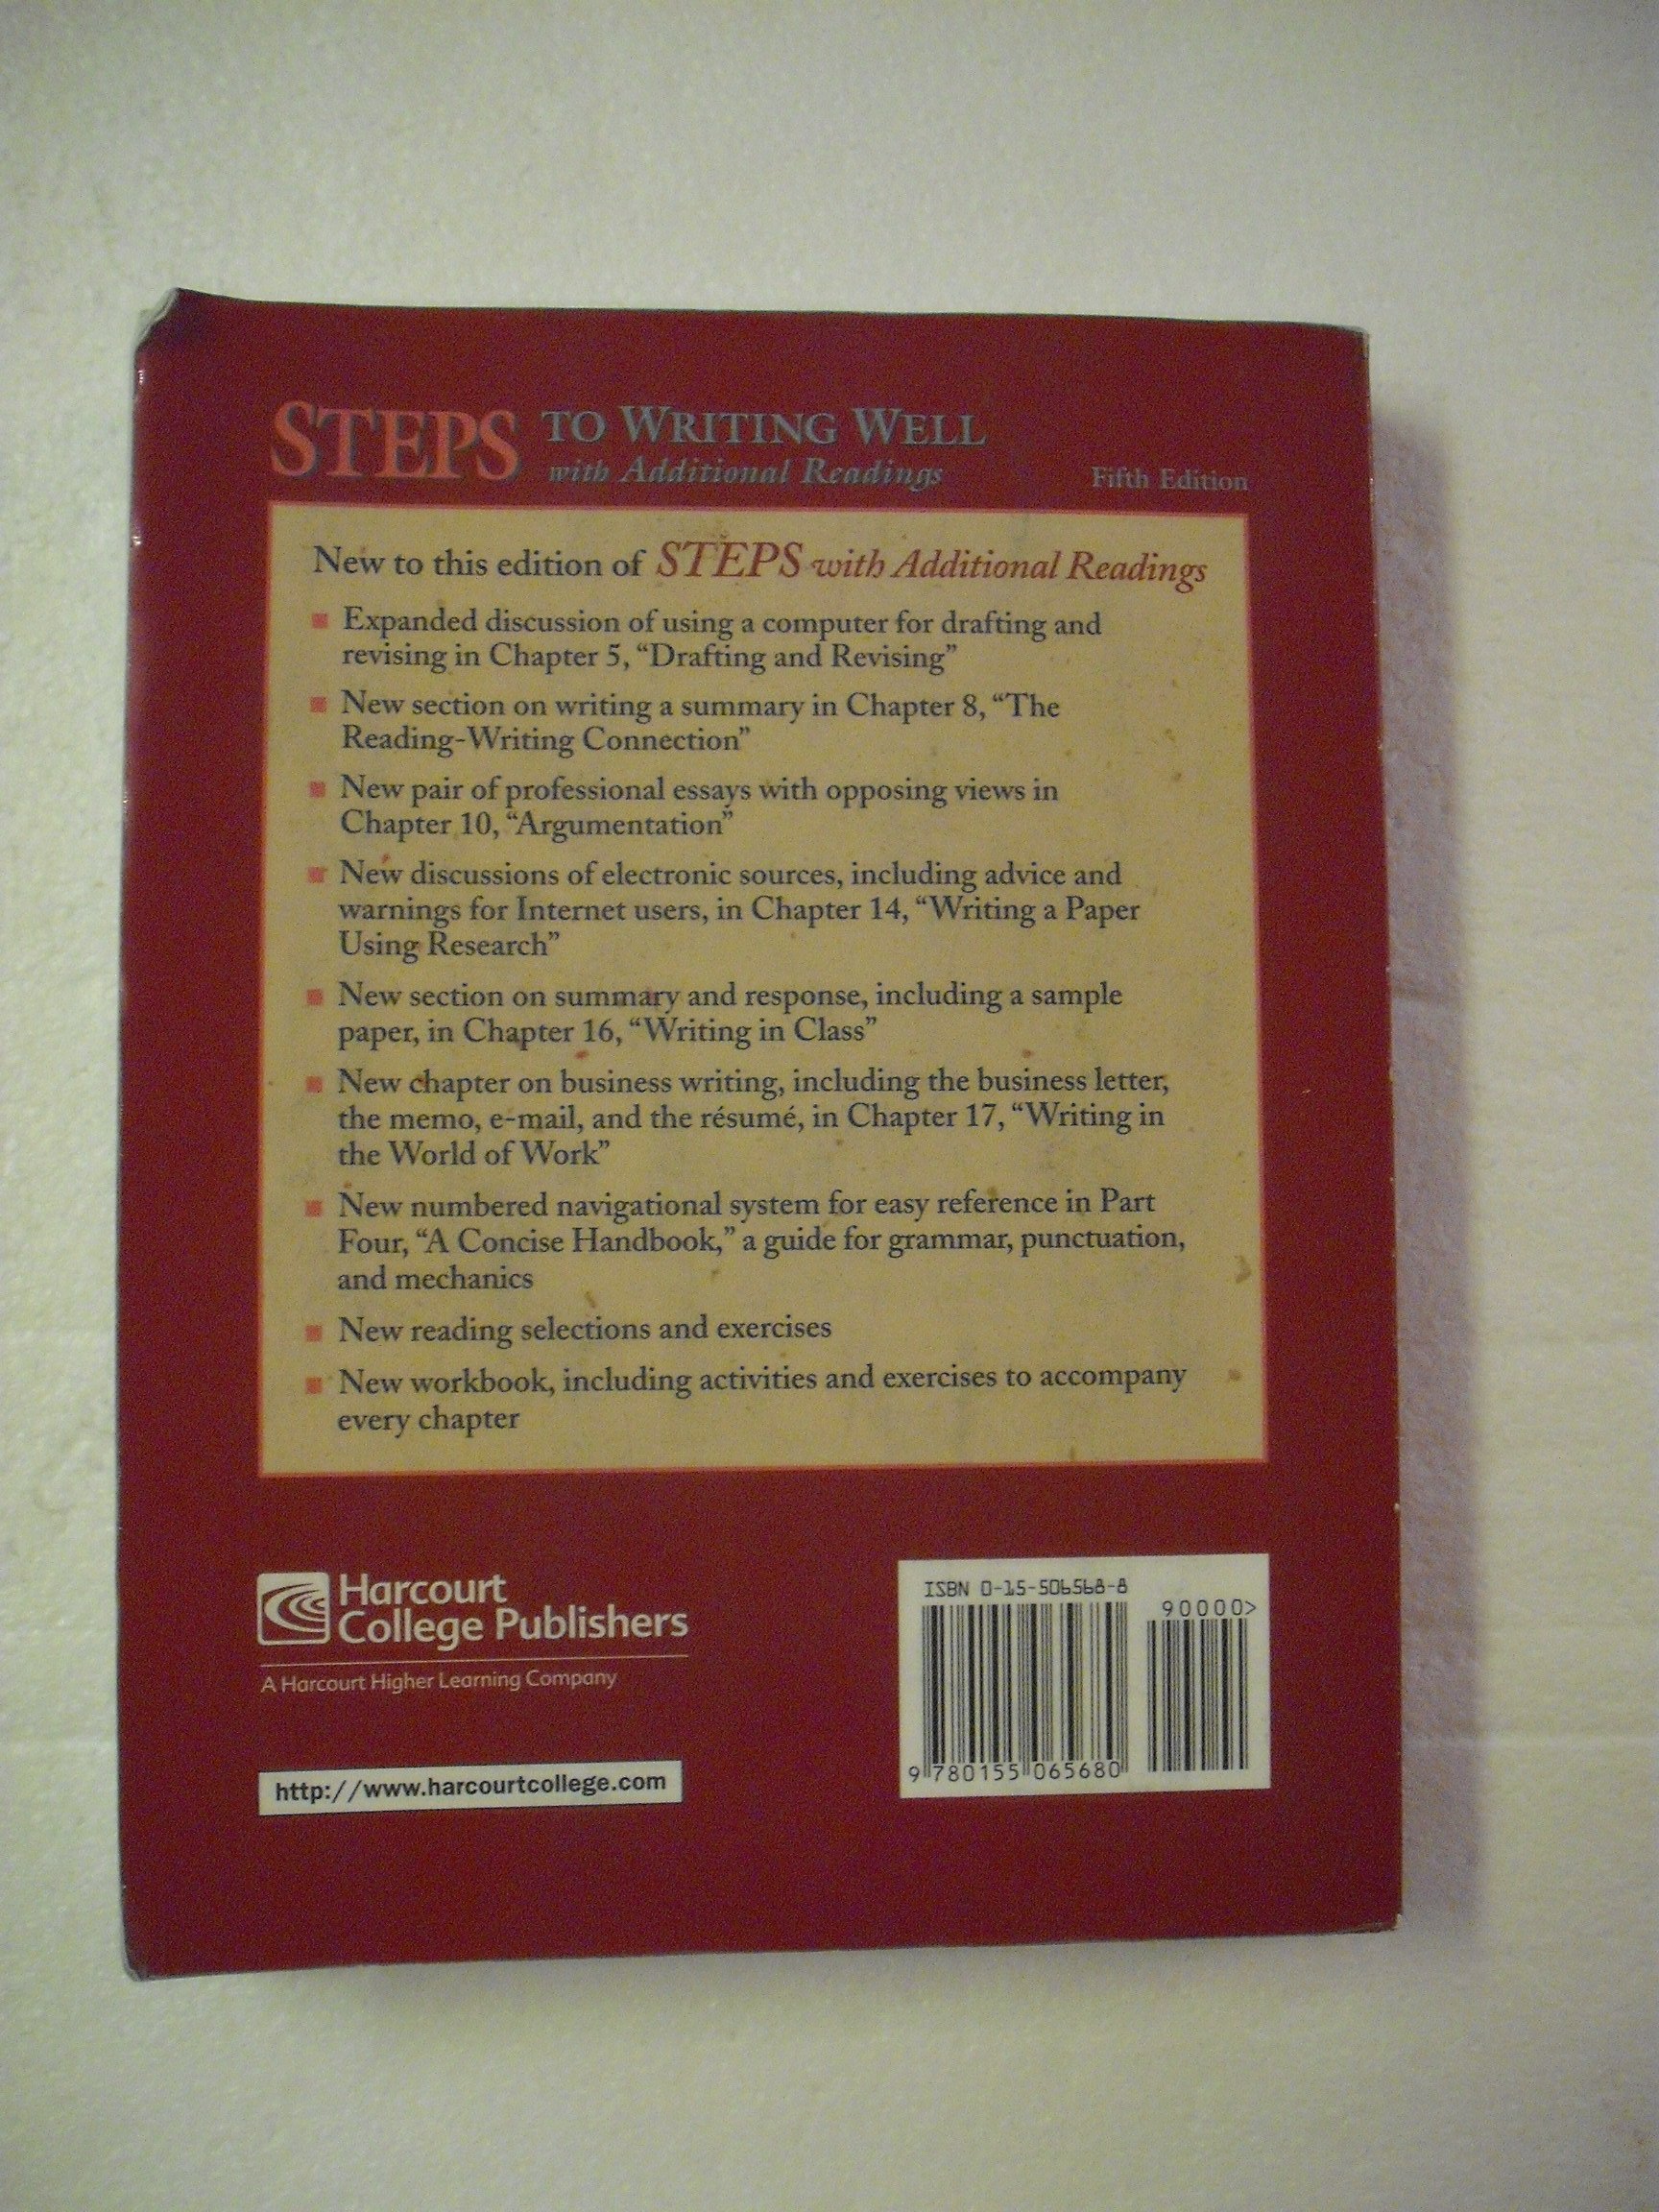 STEPS TO WRITING WELL
with Additional Readings
Fifth Edition
New to this edition of STEPS with Additional Readings
■ Expanded discussion of using a computer for drafting and
revising in Chapter 5, “Drafting and Revising”
■ New section on writing a summary in Chapter 8, “The
Reading-Writing Connection”
■ New pair of professional essays with opposing views in
Chapter 10, “Argumentation”
■ New discussions of electronic sources, including advice and
warnings for Internet users, in Chapter 14, “Writing a Paper
Using Research”
■ New section on summary and response, including a sample
paper, in Chapter 16, “Writing in Class”
■ New chapter on business writing, including the business letter,
the memo, e-mail, and the résumé, in Chapter 17, “Writing in
the World of Work”
■ New numbered navigational system for easy reference in Part
Four, “A Concise Handbook,” a guide for grammar, punctuation,
and mechanics
■ New reading selections and exercises
■ New workbook, including activities and exercises to accompany
every chapter
Harcourt
College Publishers
A Harcourt Higher Learning Company
http://www.harcourtcollege.com
ISBN 0-15-506568-8
90000>
9 780155 065680